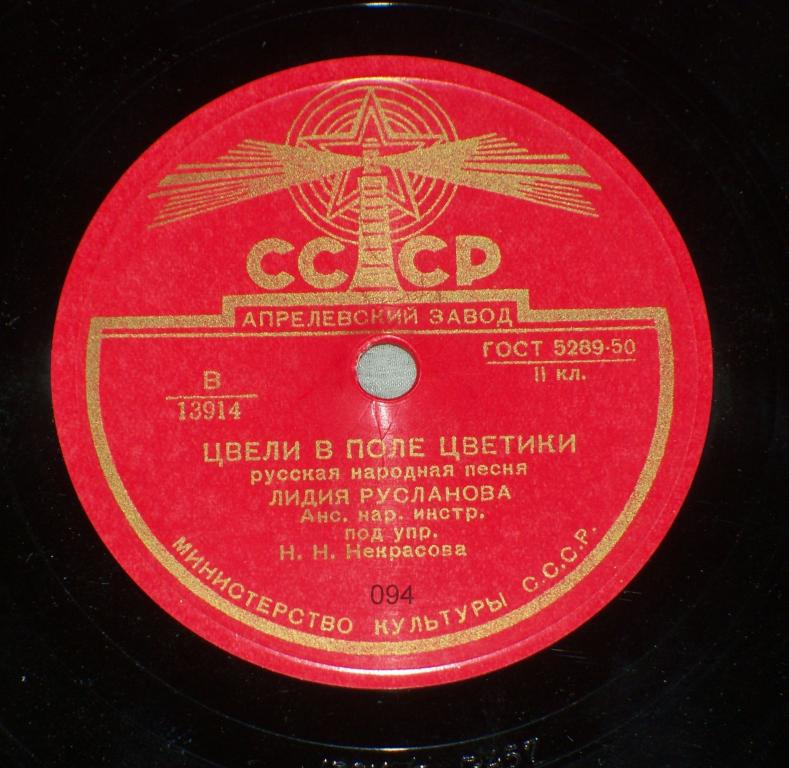 СССР
АПРЕЛЕВСКИЙ ЗАВОД
ГОСТ 5289-50
II кл.
В
13914
ЦВЕЛИ В ПОЛЕ ЦВЕТИКИ
русская народная песня
ЛИДИЯ РУСЛАНОВА
Анс. нар. инстр.
под упр.
Н. Н. Некрасова
094
МИНИСТЕРСТВО КУЛЬТУРЫ С.С.С.Р.